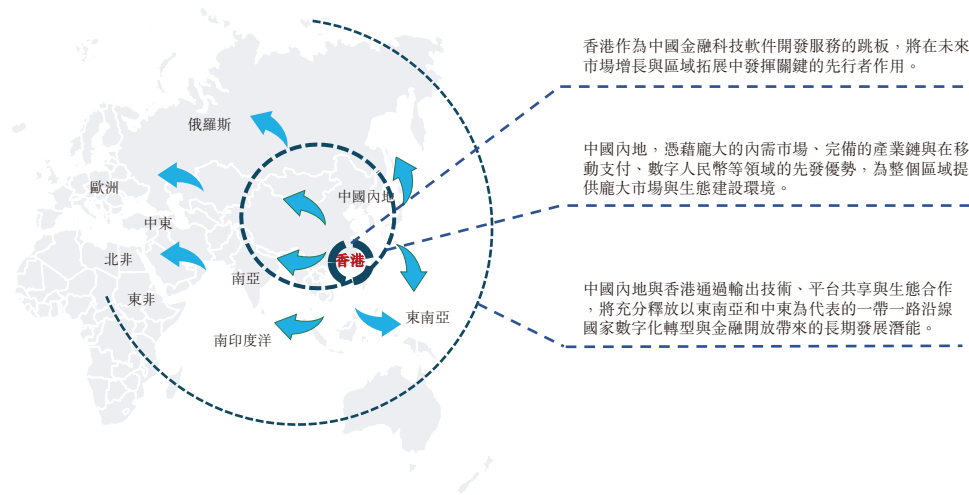 香港作為中國金融科技軟件開發服務的跳板，將在未來
市場增長與區域拓展中發揮關鍵的先行者作用。
俄羅斯
中國內地，憑藉龐大的內需市場、完備的產業鏈與在移
動支付、數字人民幣等領域的先發優勢，為整個區域提
供龐大市場與生態建設環境。
歐洲
中國內地
中東
北非
香港
南亞
東非
中國內地與香港通過輸出技術、平台共享與生態合作
，將充分釋放以東南亞和中東為代表的一帶一路沿線
國家數字化轉型與金融開放帶來的長期發展潛能。
東南亞
南印度洋